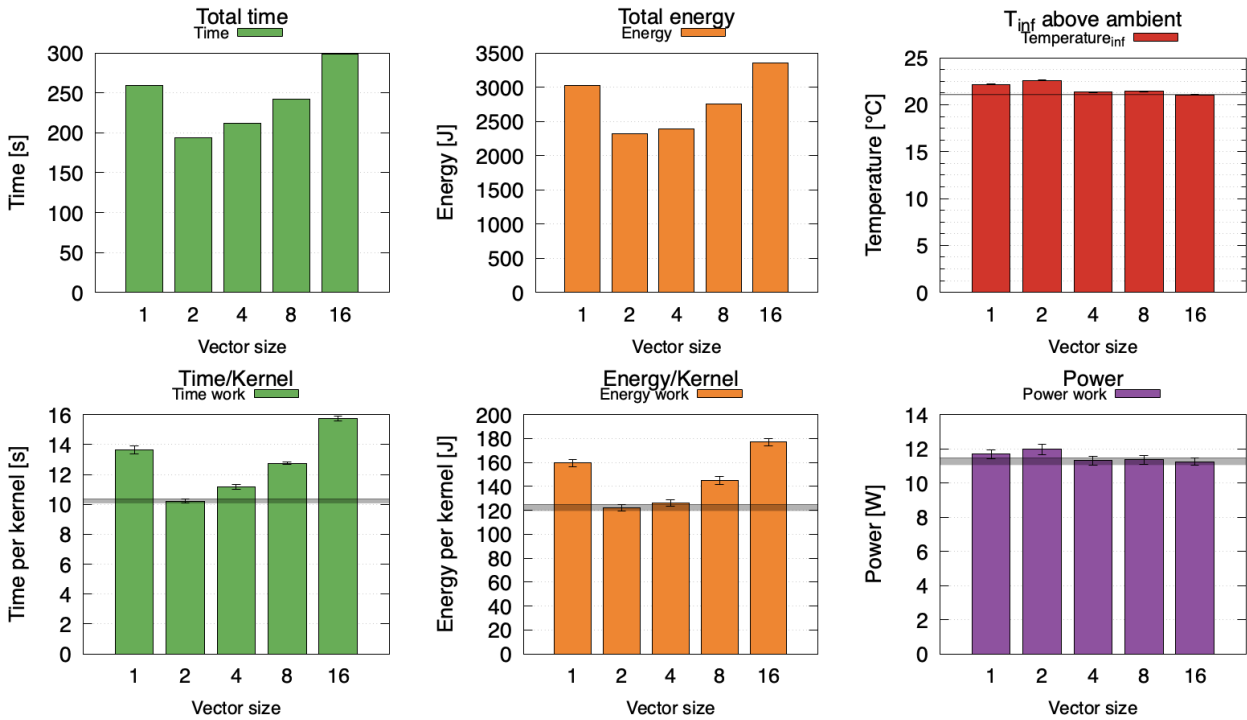 Total time
Time
300
250
200
150
100
50
0
Time [s]
1 2 4 8 16
Vector size
Total energy
Energy
3500
3000
2500
2000
1500
1000
500
0
Energy [J]
1 2 4 8 16
Vector size
Tinf above ambient
Temperatureinf
25
20
15
10
5
0
Temperature [°C]
1 2 4 8 16
Vector size
Time/Kernel
Time work
16
14
12
10
8
6
4
2
0
Time per kernel [s]
1 2 4 8 16
Vector size
Energy/Kernel
Energy work
200
180
160
140
120
100
80
60
40
20
0
Energy per kernel [J]
1 2 4 8 16
Vector size
Power
Power work
14
12
10
8
6
4
2
0
Power [W]
1 2 4 8 16
Vector size